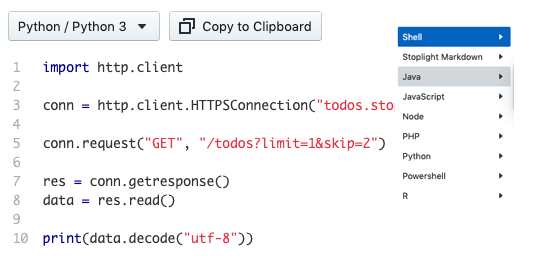 Python / Python 3
Copy to Clipboard
1 import http.client
2
3 conn = http.client.HTTPSConnection("todos.sto
4
5 conn.request("GET", "/todos?limit=1&skip=2")
6
7 res = conn.getresponse()
8 data = res.read()
9
10 print(data.decode("utf-8"))
Shell
Stoplight Markdown
Java
JavaScript
Node
PHP
Python
Powershell
R